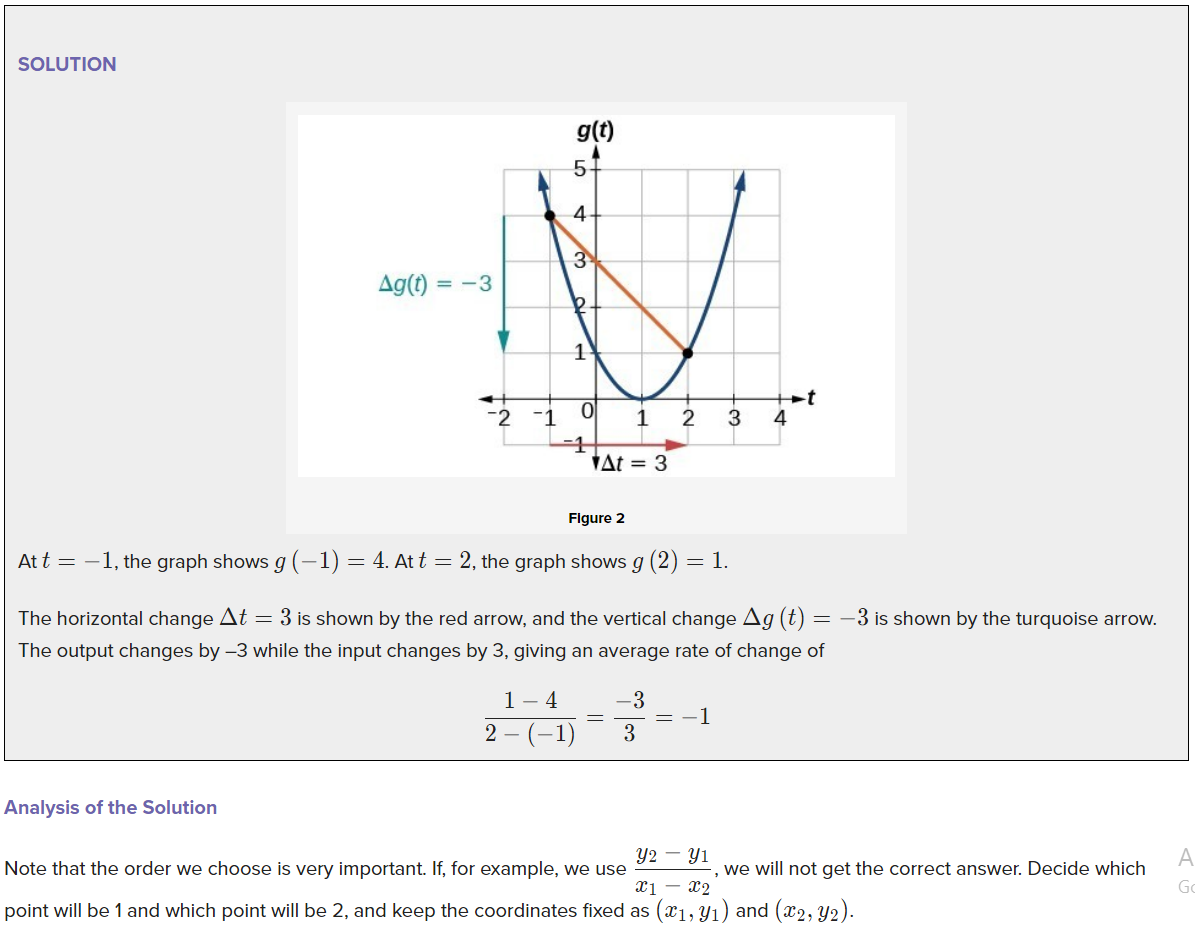 SOLUTION
g(t)
5
4
3
Δg(t) = −3
2
1
t
-2 -1 0 1 2 3 4
-1
Δt = 3
Figure 2
At t = −1, the graph shows g (−1) = 4. At t = 2, the graph shows g (2) = 1.
The horizontal change Δt = 3 is shown by the red arrow, and the vertical change Δg (t) = −3 is shown by the turquoise arrow.
The output changes by –3 while the input changes by 3, giving an average rate of change of
(1 − 4)/(2 − (−1)) = −3/3 = −1
Analysis of the Solution
Note that the order we choose is very important. If, for example, we use (y₂ − y₁)/(x₁ − x₂), we will not get the correct answer. Decide which
point will be 1 and which point will be 2, and keep the coordinates fixed as (x₁, y₁) and (x₂, y₂).